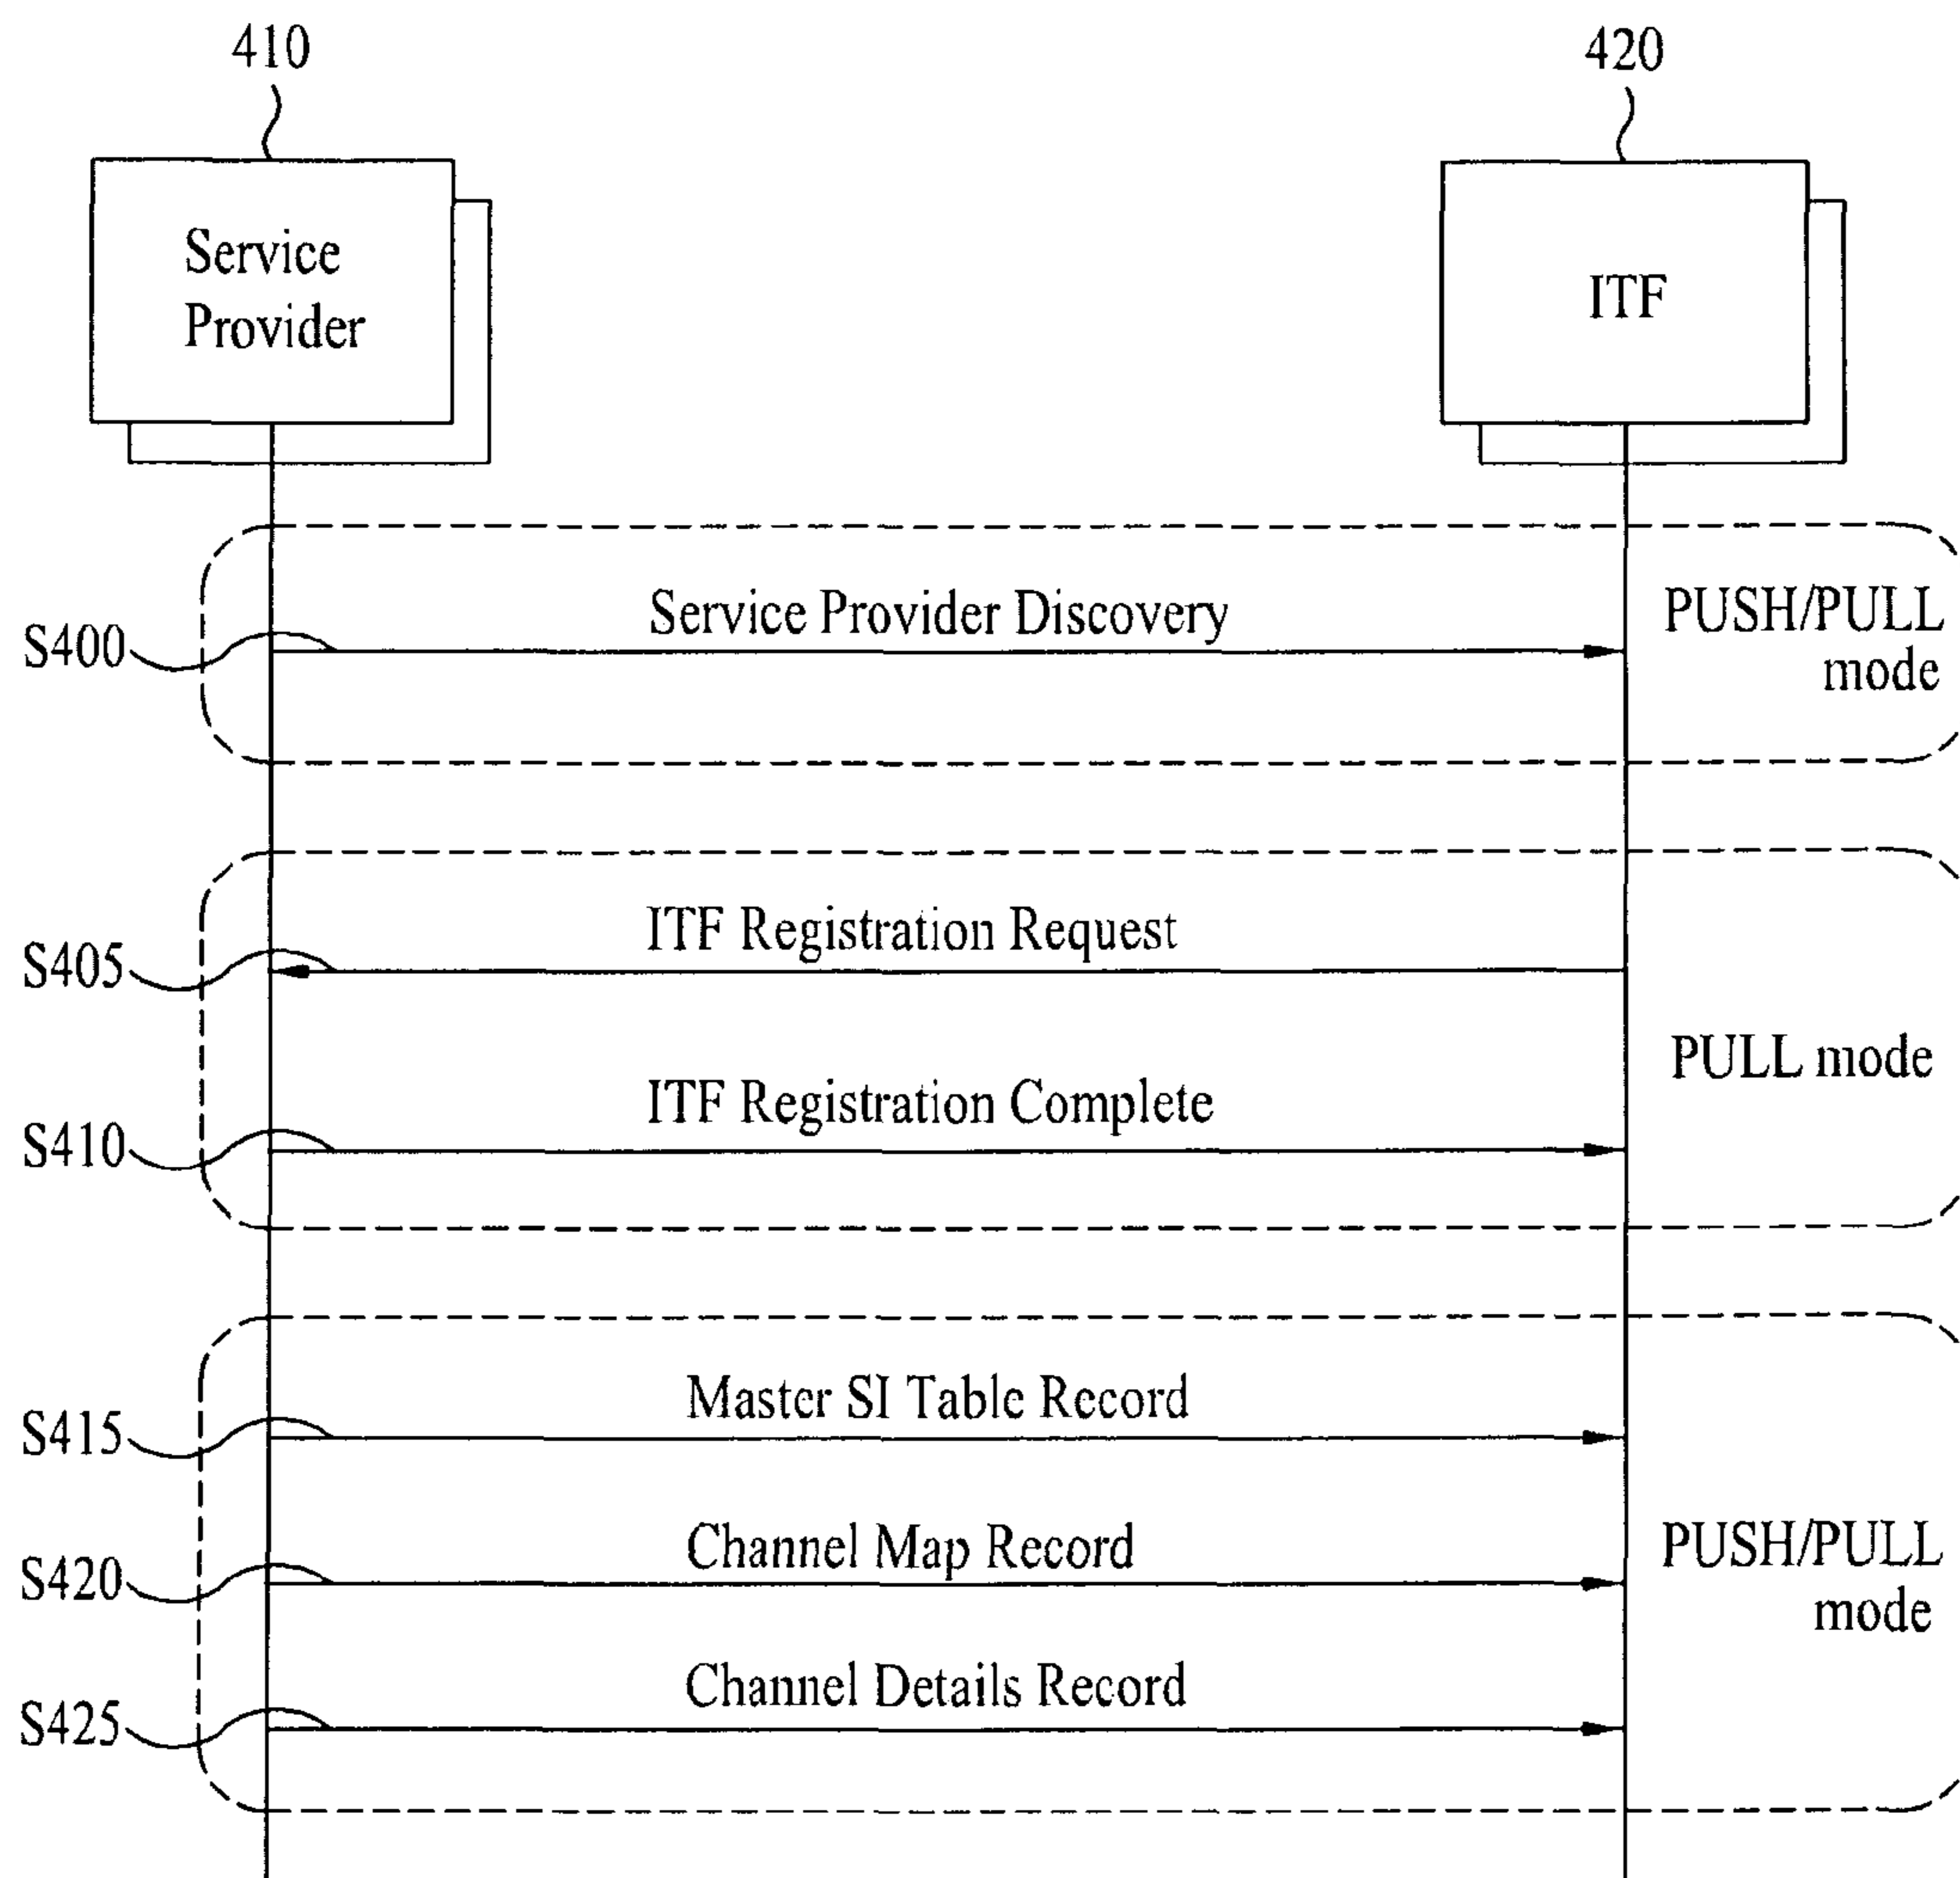 410
420
Service
Provider
ITF
Service Provider Discovery
PUSH/PULL
mode
S400
ITF Registration Request
S405
PULL mode
ITF Registration Complete
S410
Master SI Table Record
S415
Channel Map Record
PUSH/PULL
mode
S420
Channel Details Record
S425